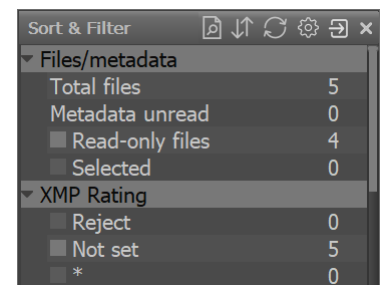 Sort & Filter
Files/metadata
Total files 5
Metadata unread 0
Read-only files 4
Selected 0
XMP Rating
Reject 0
Not set 5
* 0